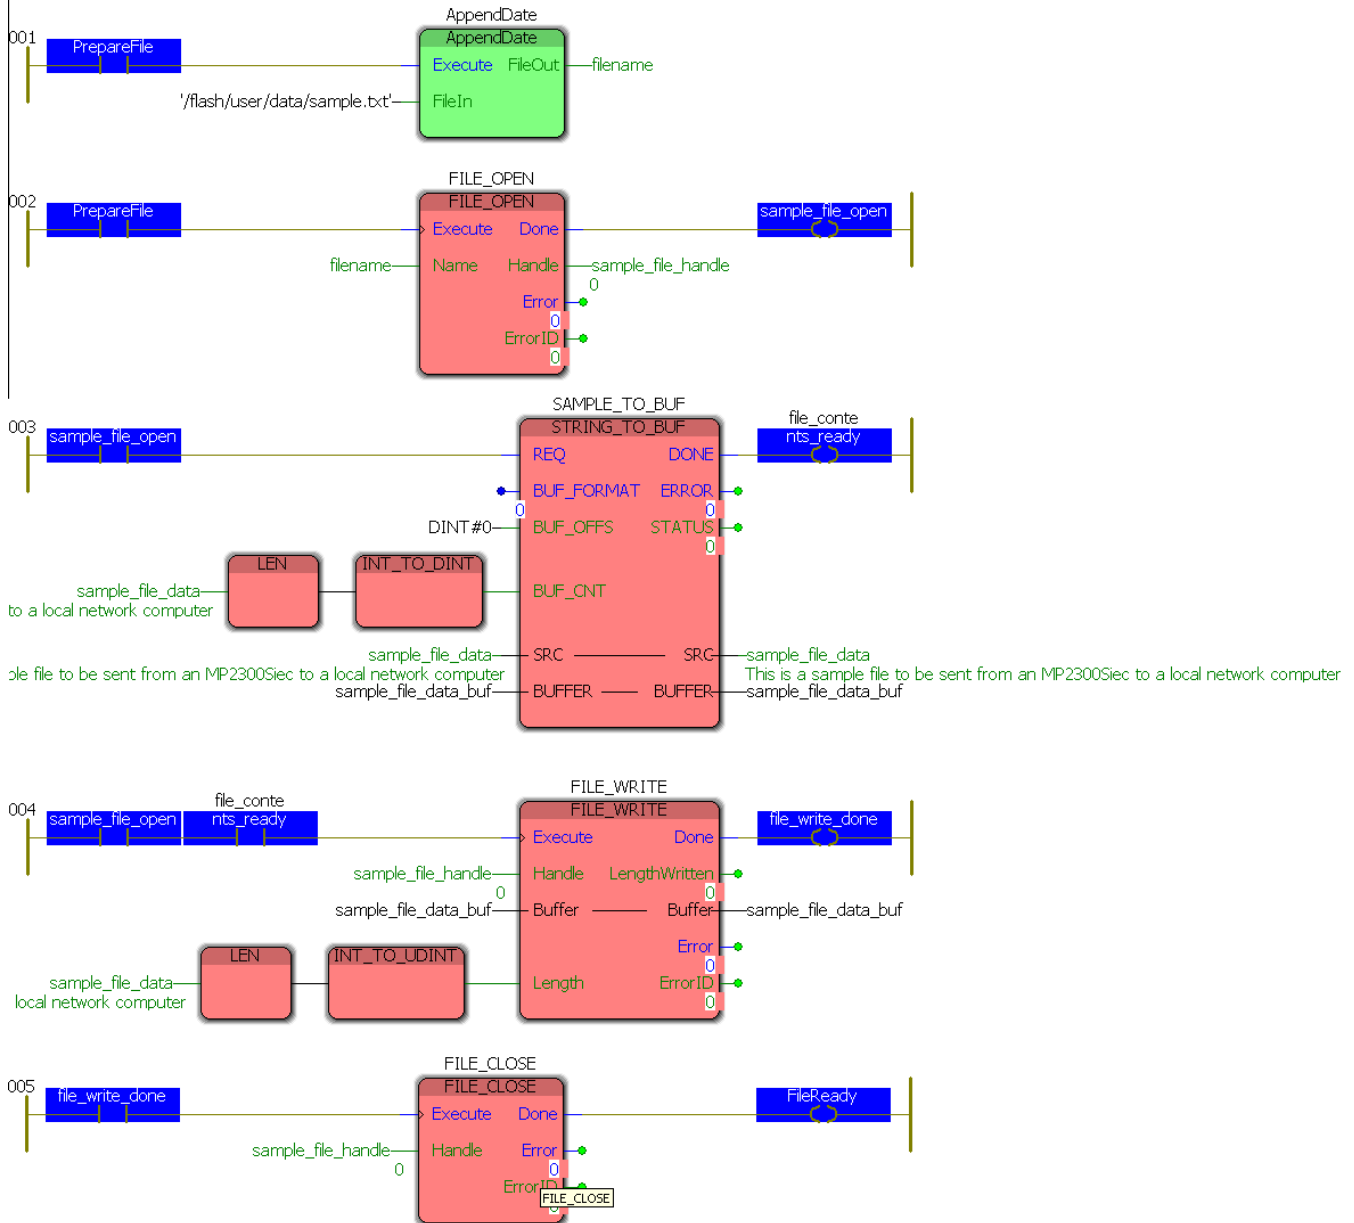 AppendDate
001
PrepareFile
AppendDate
Execute FileOut
filename
'/flash/user/data/sample.txt'
FileIn
FILE_OPEN
002
PrepareFile
FILE_OPEN
sample_file_open
Execute Done
filename
Name Handle
sample_file_handle
0
Error
0
ErrorID
0
SAMPLE_TO_BUF
003
sample_file_open
STRING_TO_BUF
file_conte
nts_ready
REQ DONE
BUF_FORMAT ERROR
0 0
DINT#0
BUF_OFFS STATUS
0
LEN INT_TO_DINT
sample_file_data
BUF_CNT
to a local network computer
sample_file_data
SRC SRC
sample_file_data
file to be sent from an MP2300Siec to a local network computer
This is a sample file to be sent from an MP2300Siec to a local network computer
sample_file_data_buf
BUFFER BUFFER
sample_file_data_buf
FILE_WRITE
004
sample_file_open
file_conte
nts_ready
FILE_WRITE
file_write_done
Execute Done
sample_file_handle
Handle LengthWritten
0 0
sample_file_data_buf
Buffer Buffer
sample_file_data_buf
Error
0
LEN INT_TO_UDINT
sample_file_data
Length ErrorID
local network computer
0
FILE_CLOSE
005
file_write_done
FILE_CLOSE
FileReady
Execute Done
sample_file_handle
Handle Error
0 0
FILE_CLOSE